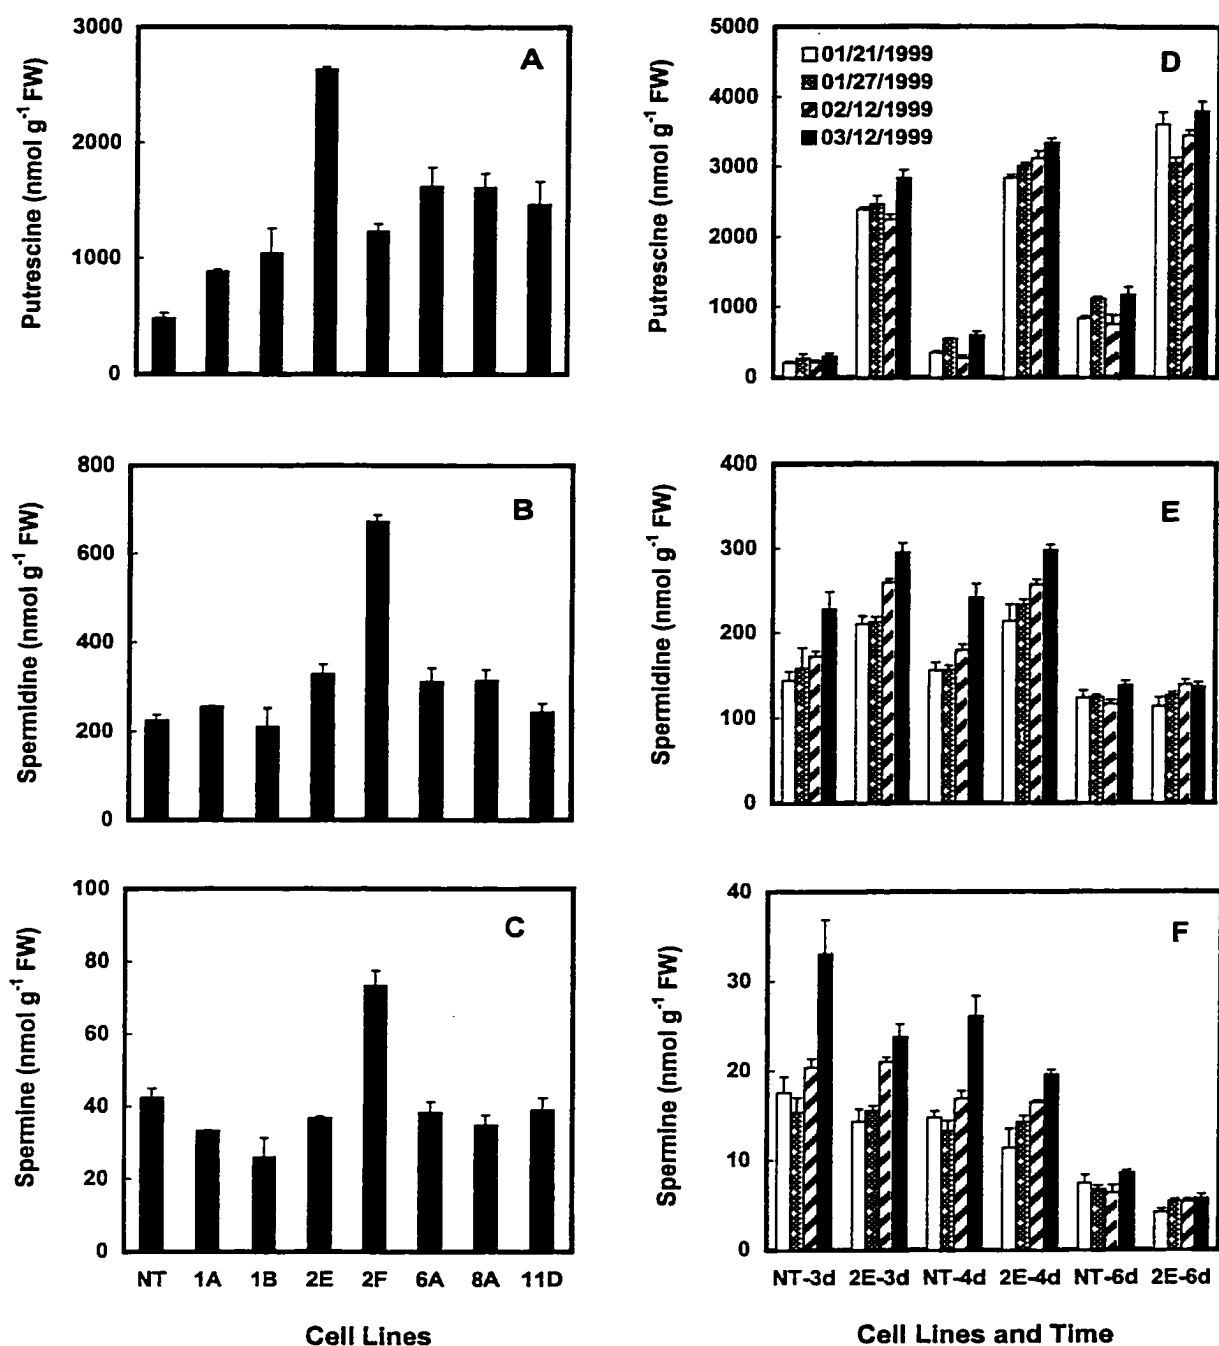 A
Putrescine (nmol g⁻¹ FW)
3000
2000
1000
0
B
Spermidine (nmol g⁻¹ FW)
800
600
400
200
0
C
Spermine (nmol g⁻¹ FW)
100
80
60
40
20
0
NT 1A 1B 2E 2F 6A 8A 11D
Cell Lines
D
01/21/1999
01/27/1999
02/12/1999
03/12/1999
Putrescine (nmol g⁻¹ FW)
5000
4000
3000
2000
1000
0
E
Spermidine (nmol g⁻¹ FW)
400
300
200
100
0
F
Spermine (nmol g⁻¹ FW)
40
30
20
10
0
NT-3d 2E-3d NT-4d 2E-4d NT-6d 2E-6d
Cell Lines and Time